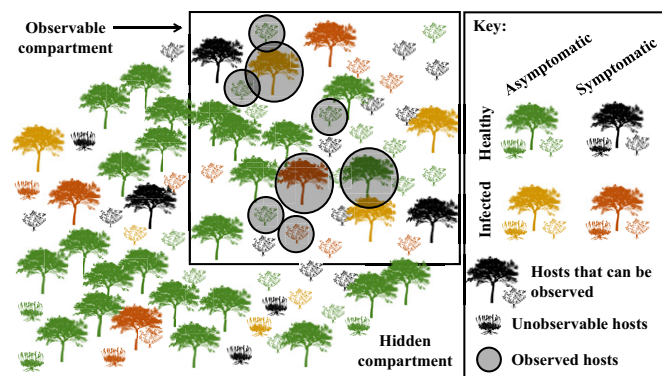 Observable
compartment
Key:
Asymptomatic
Symptomatic
Healthy
Infected
Hosts that can be
observed
Unobservable hosts
Observed hosts
Hidden
compartment